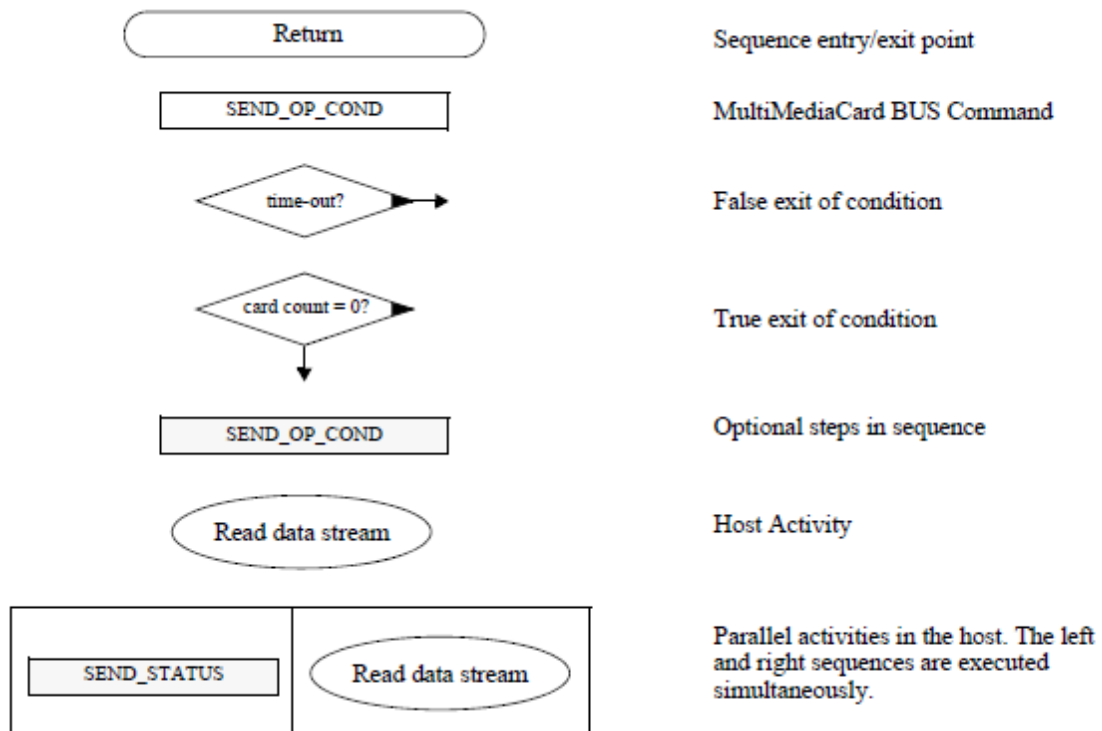 Return
Sequence entry/exit point
SEND_OP_COND
MultiMediaCard BUS Command
time-out?
False exit of condition
card count = 0?
True exit of condition
SEND_OP_COND
Optional steps in sequence
Read data stream
Host Activity
SEND_STATUS
Read data stream
Parallel activities in the host. The left
and right sequences are executed
simultaneously.